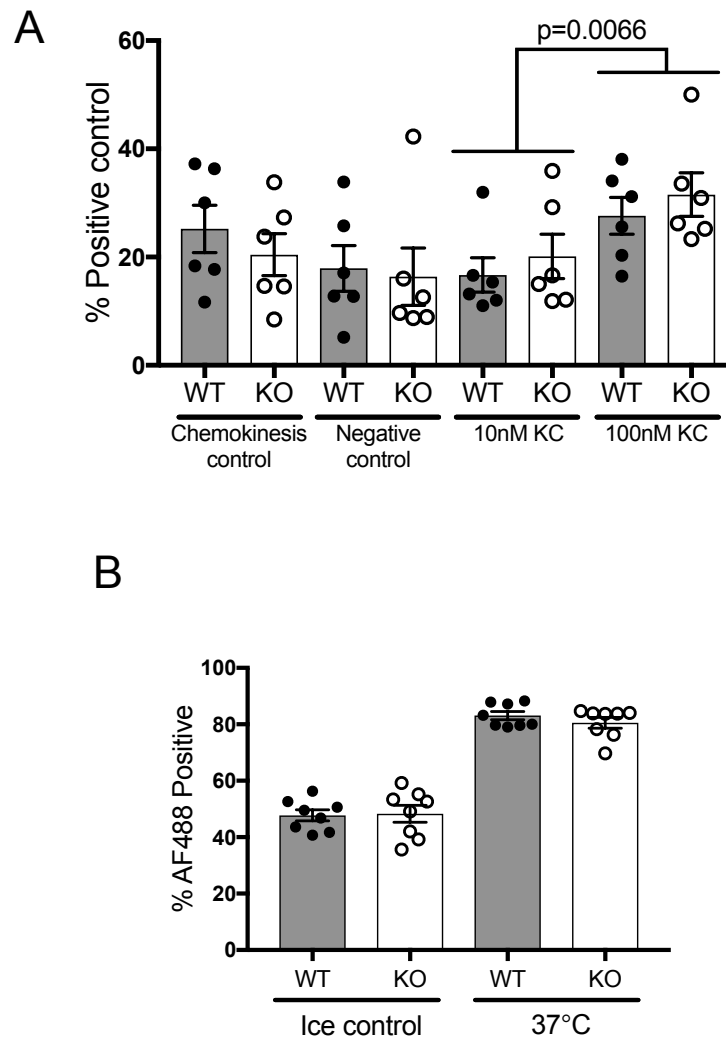 A
p=0.0066
60
40
20
0
% Positive control
WT KO WT KO WT KO WT KO
Chemokinesis control
Negative control
10nM KC
100nM KC
B
100
80
60
40
20
0
% AF488 Positive
WT KO WT KO
Ice control
37°C